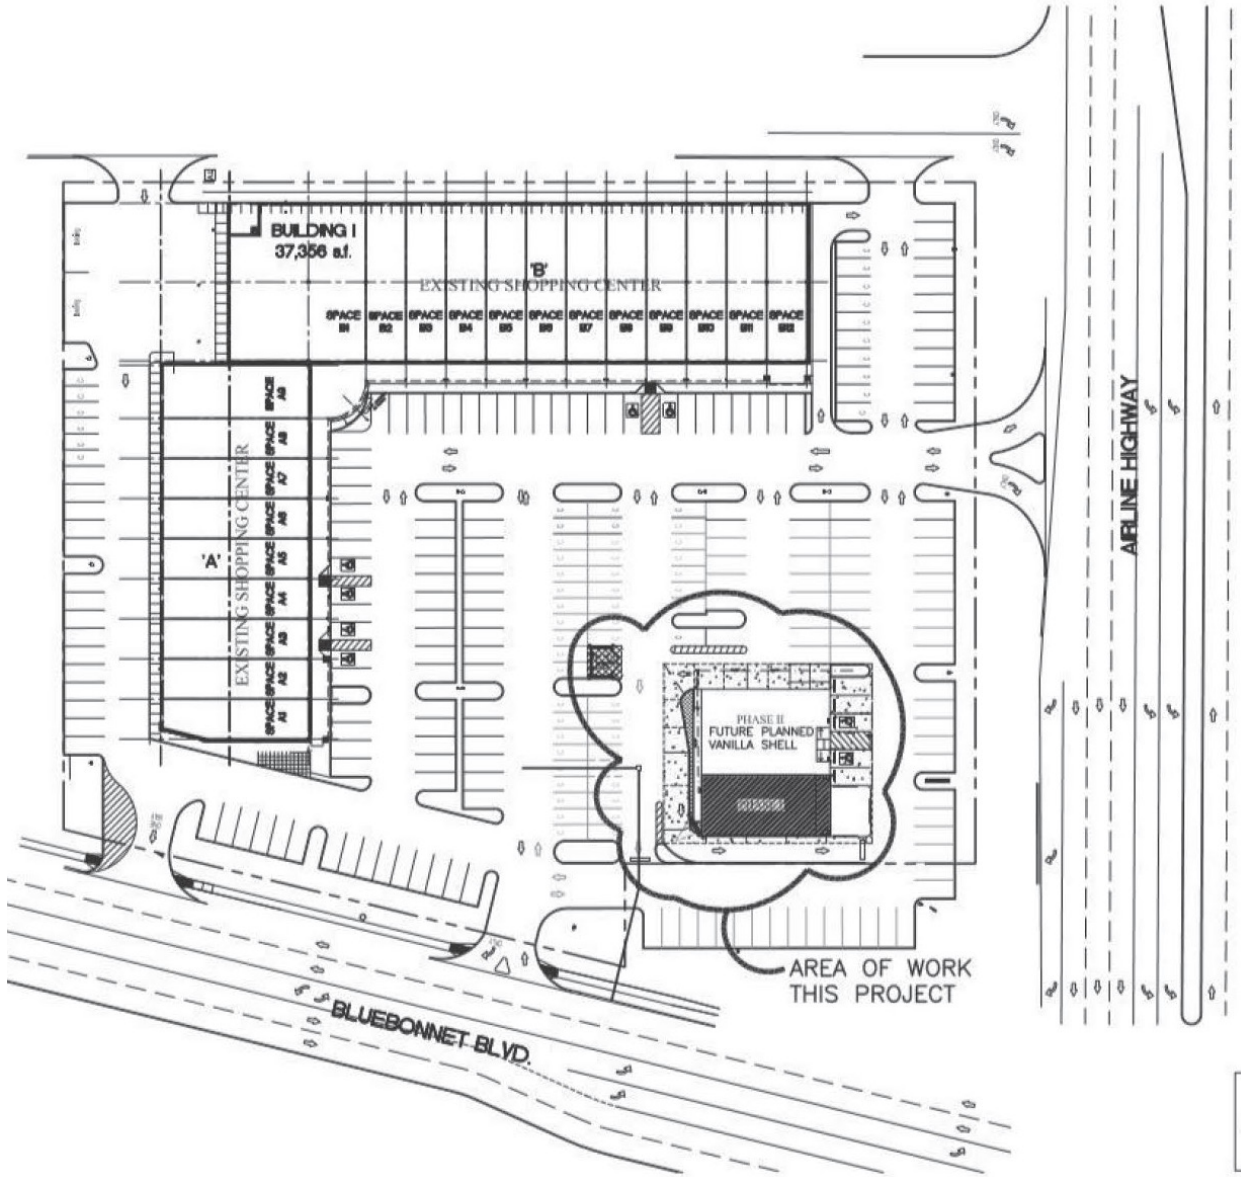 BUILDING I
37,356 s.f.
'B'
EXISTING SHOPPING CENTER
SPACE
B1
SPACE
B2
SPACE
B3
SPACE
B4
SPACE
B5
SPACE
B6
SPACE
B7
SPACE
B8
SPACE
B9
SPACE
B10
SPACE
B11
SPACE
B12
SPACE
A9
SPACE
A8
SPACE
A7
SPACE
A6
SPACE
A5
SPACE
A4
SPACE
A3
SPACE
A2
SPACE
A1
'A'
EXISTING SHOPPING CENTER
AIRLINE HIGHWAY
PHASE II
FUTURE PLANNED
VANILLA SHELL
PHASE I
AREA OF WORK
THIS PROJECT
BLUEBONNET BLVD.